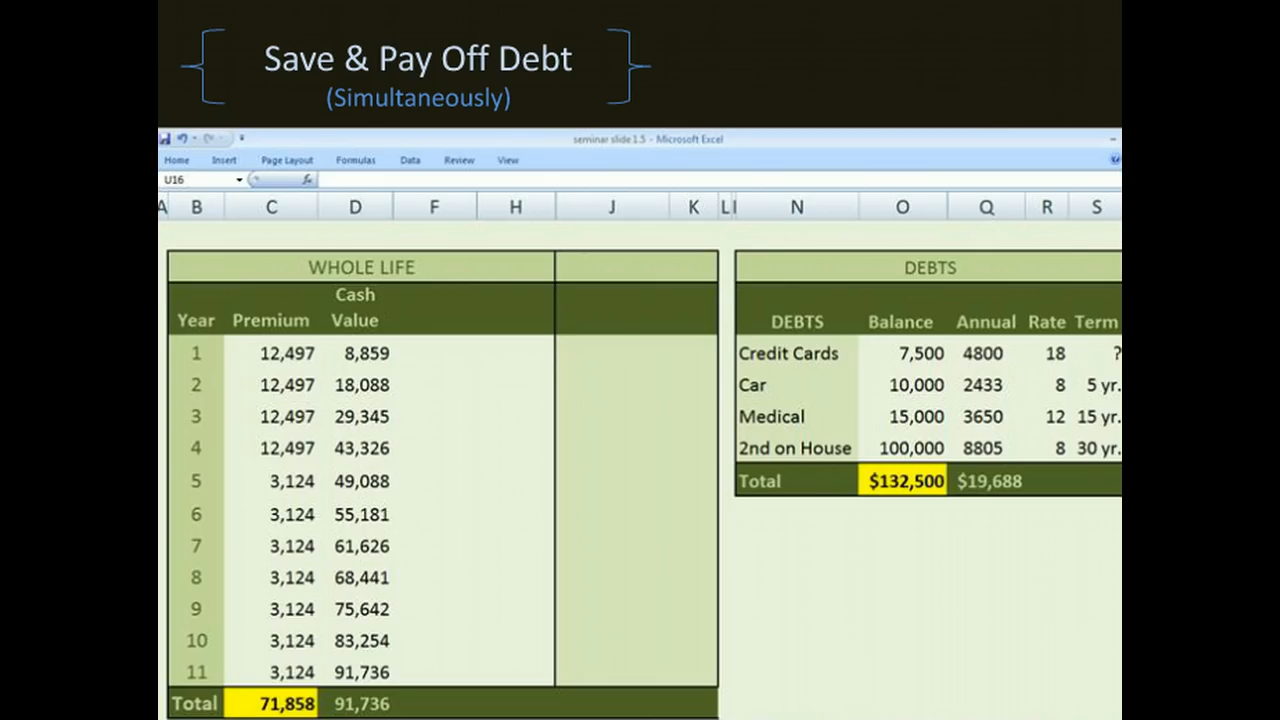 Save & Pay Off Debt
(Simultaneously)
seminar slide 1.5 - Microsoft Excel
Home Insert Page Layout Formulas Data Review View
U16 fx
A B C D F H J K L N O Q R S
WHOLE LIFE
Cash
Year Premium Value
1 12,497 8,859
2 12,497 18,088
3 12,497 29,345
4 12,497 43,326
5 3,124 49,088
6 3,124 55,181
7 3,124 61,626
8 3,124 68,441
9 3,124 75,642
10 3,124 83,254
11 3,124 91,736
Total 71,858 91,736
DEBTS
DEBTS Balance Annual Rate Term
Credit Cards 7,500 4800 18 ?
Car 10,000 2433 8 5 yr.
Medical 15,000 3650 12 15 yr.
2nd on House 100,000 8805 8 30 yr.
Total $132,500 $19,688